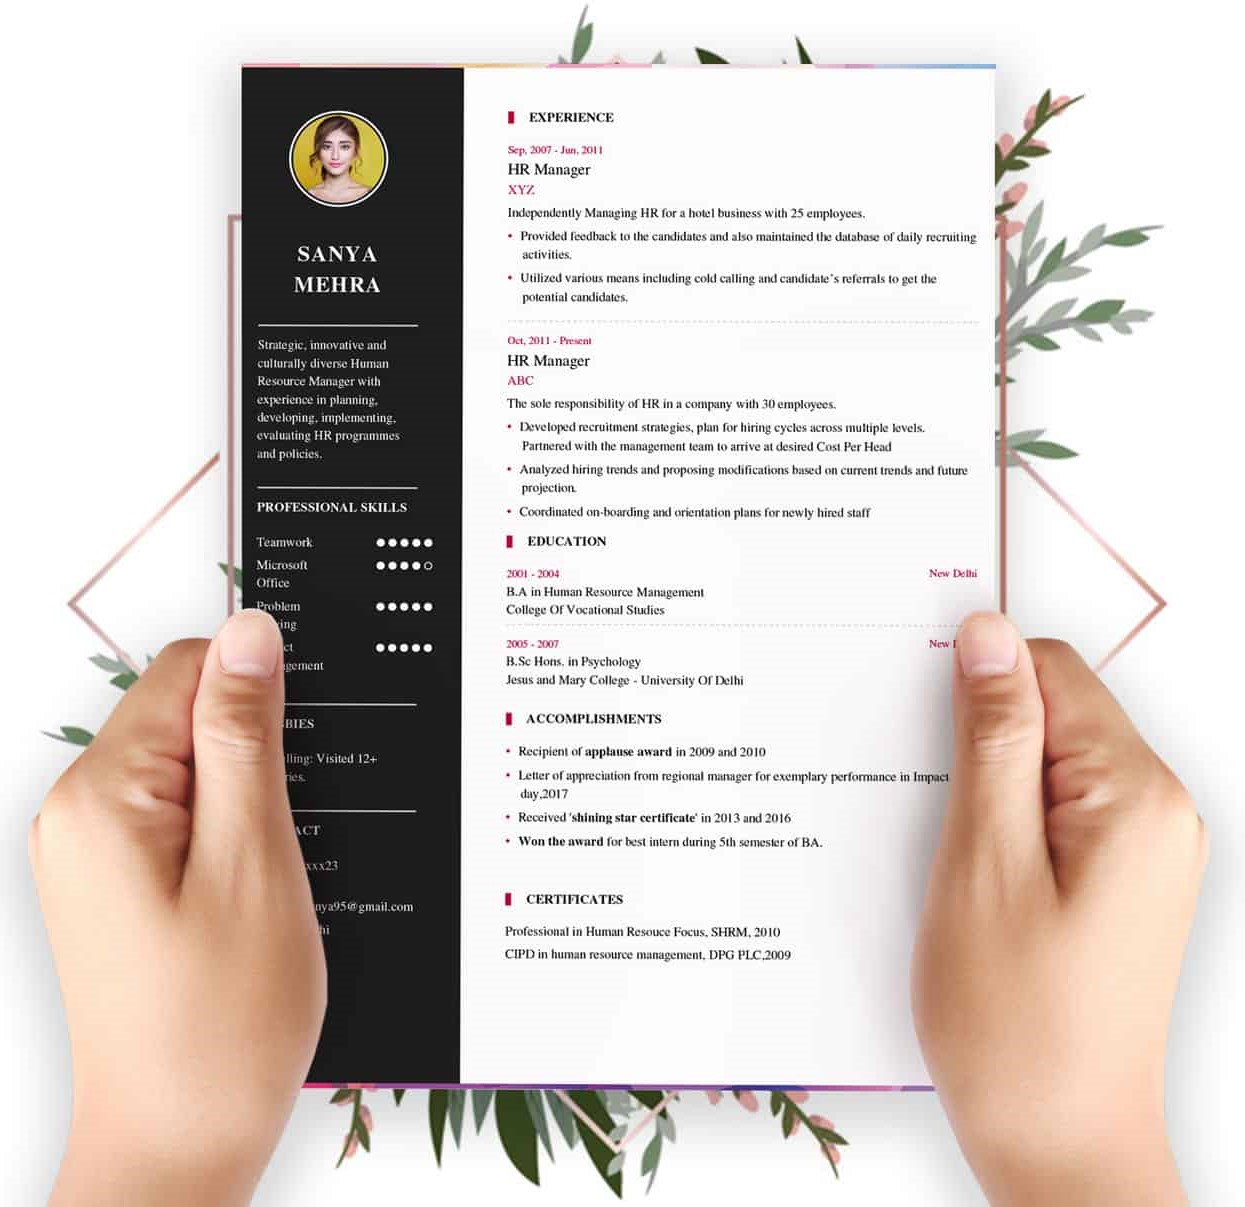 SANYA
MEHRA
Strategic, innovative and
culturally diverse Human
Resource Manager with
experience in planning,
developing, implementing,
evaluating HR programmes
and policies.
PROFESSIONAL SKILLS
Teamwork
Microsoft
Office
Problem
12+
EXPERIENCE
Sep, 2007 - Jun, 2011
HR Manager
XYZ
Independently Managing HR for a hotel business with 25 employees.
• Provided feedback to the candidates and also maintained the database of daily recruiting
activities.
• Utilized various means including cold calling and candidate's referrals to get the
potential candidates.
Oct, 2011 - Present
HR Manager
ABC
The sole responsibility of HR in a company with 30 employees.
• Developed recruitment strategies, plan for hiring cycles across multiple levels.
Partnered with the management team to arrive at desired Cost Per Head
• Analyzed hiring trends and proposing modifications based on current trends and future
projection.
• Coordinated on-boarding and orientation plans for newly hired staff
EDUCATION
2001 - 2004 New Delhi
B.A in Human Resource Management
College Of Vocational Studies
2005 - 2007 New
B.Sc Hons. in Psychology
Jesus and Mary College - University Of Delhi
ACCOMPLISHMENTS
• Recipient of applause award in 2009 and 2010
• Letter of appreciation from regional manager for exemplary performance in Impact
day,2017
• Received 'shining star certificate' in 2013 and 2016
• Won the award for best intern during 5th semester of BA.
CERTIFICATES
Professional in Human Resouce Focus, SHRM, 2010
CIPD in human resource management, DPG PLC,2009